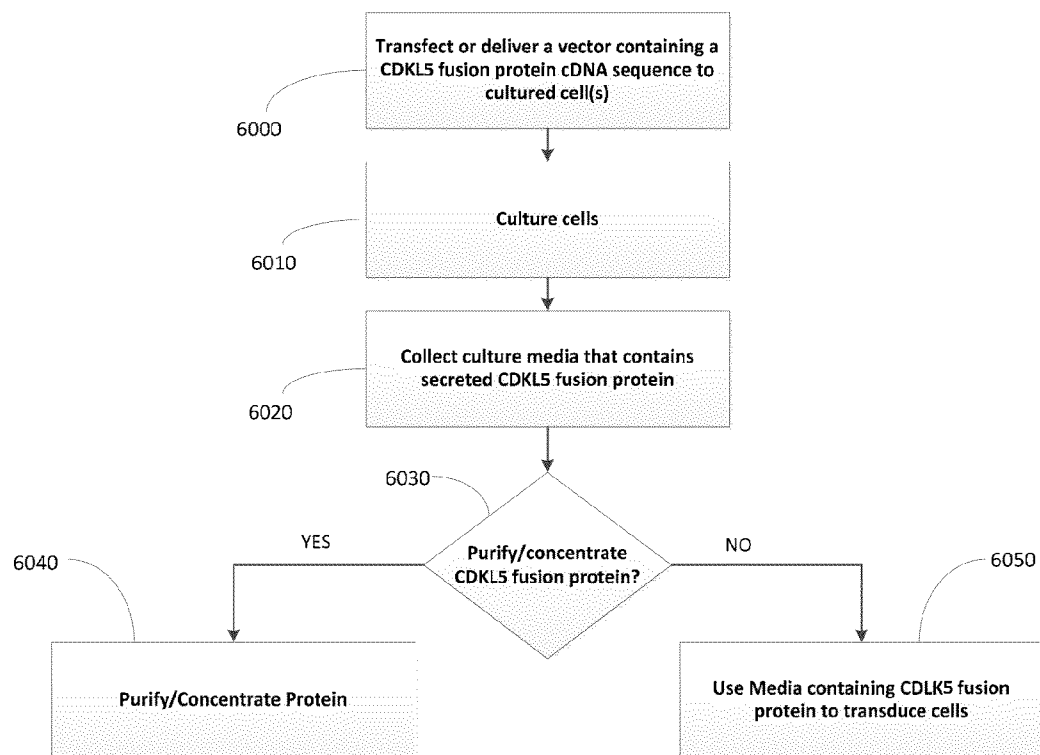 Transfect or deliver a vector containing a
CDKL5 fusion protein cDNA sequence to
cultured cell(s)
6000
Culture cells
6010
Collect culture media that contains
secreted CDKL5 fusion protein
6020
6030
Purify/concentrate
CDKL5 fusion protein?
YES
NO
6040
6050
Purify/Concentrate Protein
Use Media containing CDLK5 fusion
protein to transduce cells